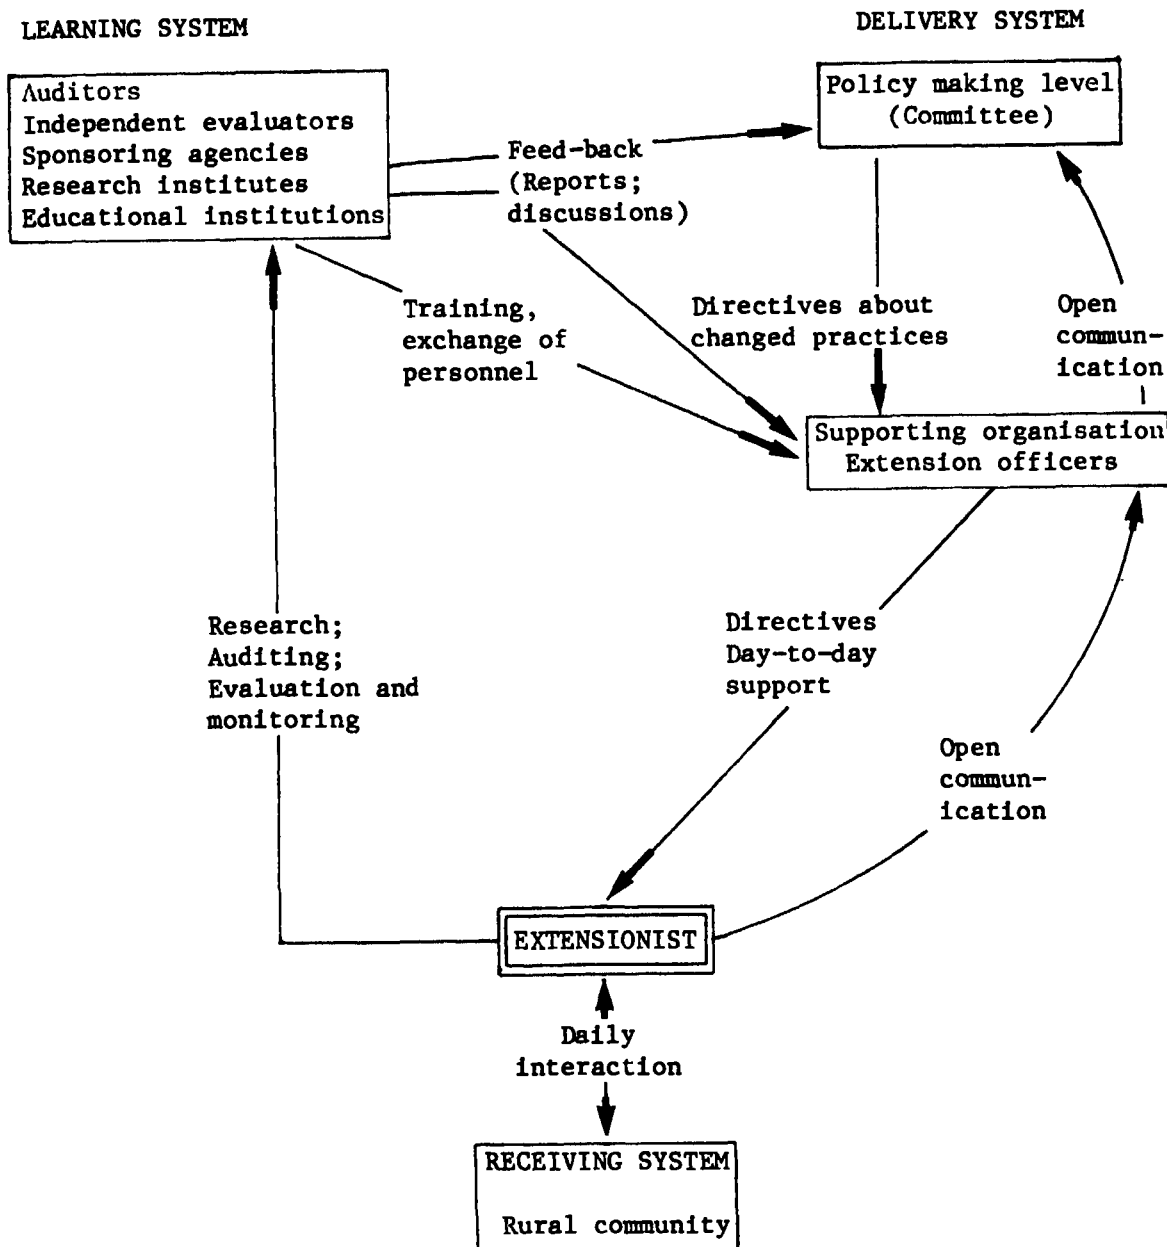 LEARNING SYSTEM
DELIVERY SYSTEM
Auditors
Independent evaluators
Sponsoring agencies
Research institutes
Educational institutions
Policy making level
(Committee)
Feed-back
(Reports;
discussions)
Training,
exchange of
personnel
Directives about
changed practices
Open
commun-
ication
Supporting organisation
Extension officers
Research;
Auditing;
Evaluation and
monitoring
Directives
Day-to-day
support
Open
commun-
ication
EXTENSIONIST
Daily
interaction
RECEIVING SYSTEM
Rural community